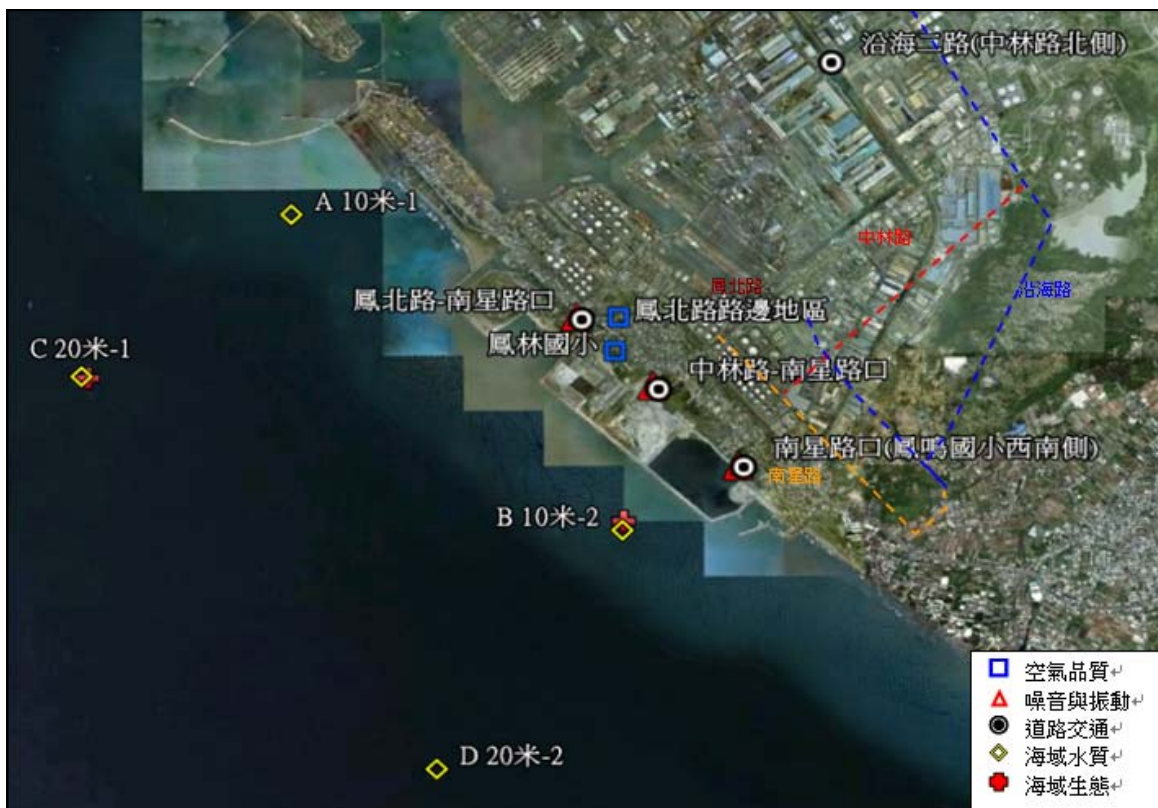 沿海二路(中林路北側)
A 10米-1
中林路
鳳北路
沿海路
鳳北路-南星路口
鳳北路路邊地區
鳳林國小
C 20米-1
中林路-南星路口
南星路口(鳳鳴國小西南側)
南星路
B 10米-2
D 20米-2
空氣品質
噪音與振動
道路交通
海域水質
海域生態